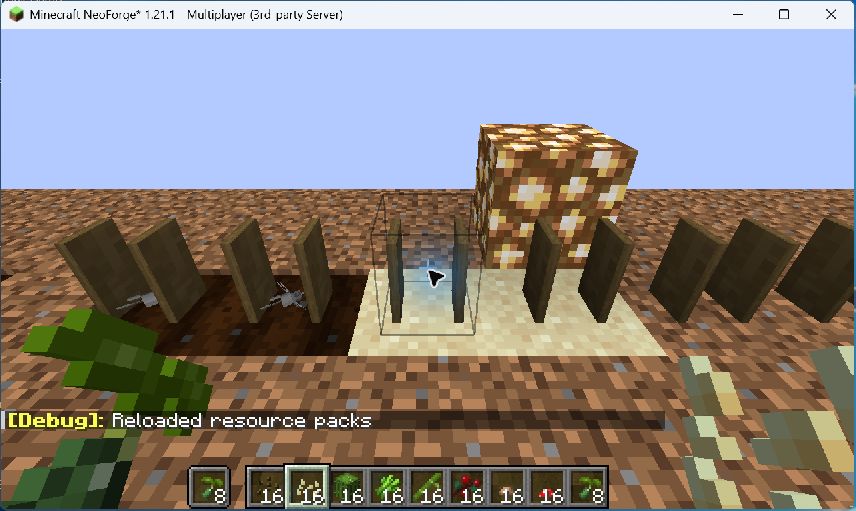 Minecraft NeoForge* 1.21.1 - Multiplayer (3rd-party Server)
[Debug]: Reloaded resource packs
8 16 16 16 16 16 16 16 16 8